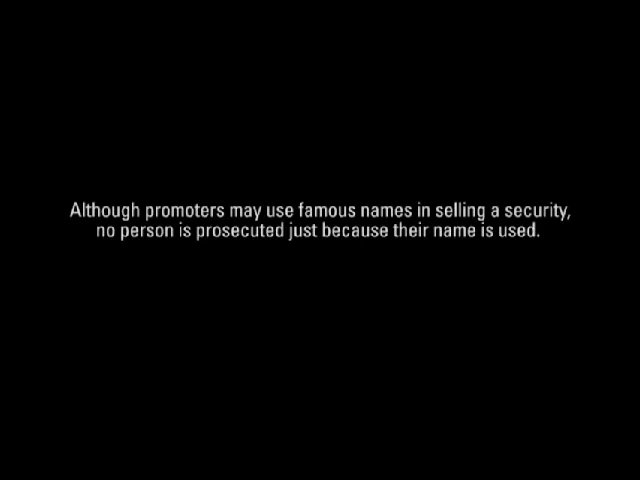 Although promoters may use famous names in selling a security,
no person is prosecuted just because their name is used.